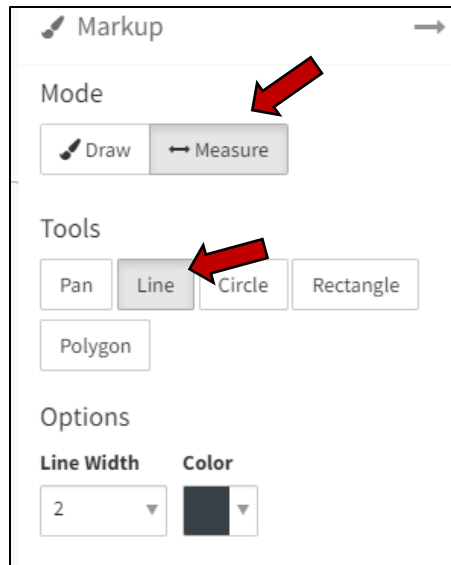 Markup
Mode
Draw Measure
Tools
Pan Line Circle Rectangle
Polygon
Options
Line Width Color
2